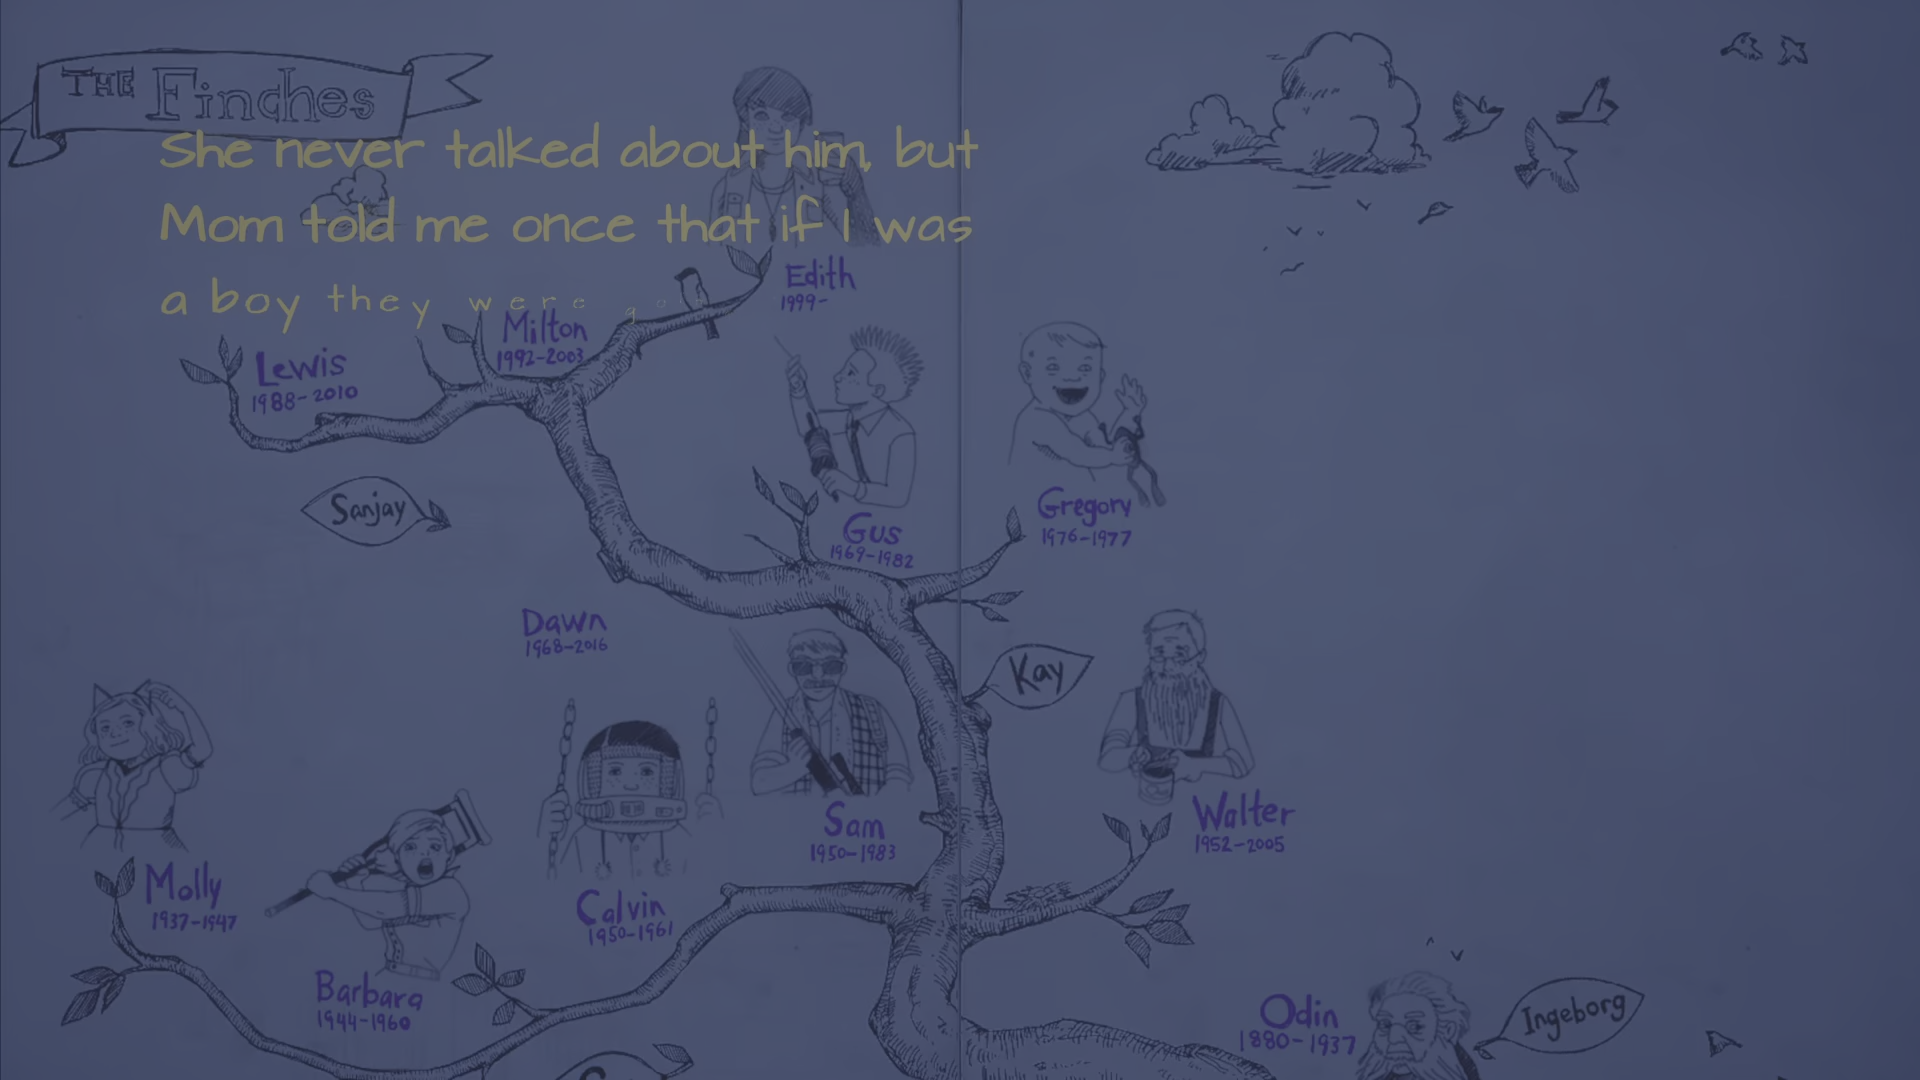 THE Finches
She never talked about him, but
Mom told me once that if I was
a boy they were
Edith
1999-
Milton
1992-2003
Lewis
1988-2010
Sanjay
Gus
1969-1982
Gregory
1976-1977
Dawn
1968-2016
Kay
Sam
1950-1983
Walter
1952-2005
Molly
1937-1947
Calvin
1950-1961
Barbara
1944-1960
Odin
1880-1937
Ingeborg